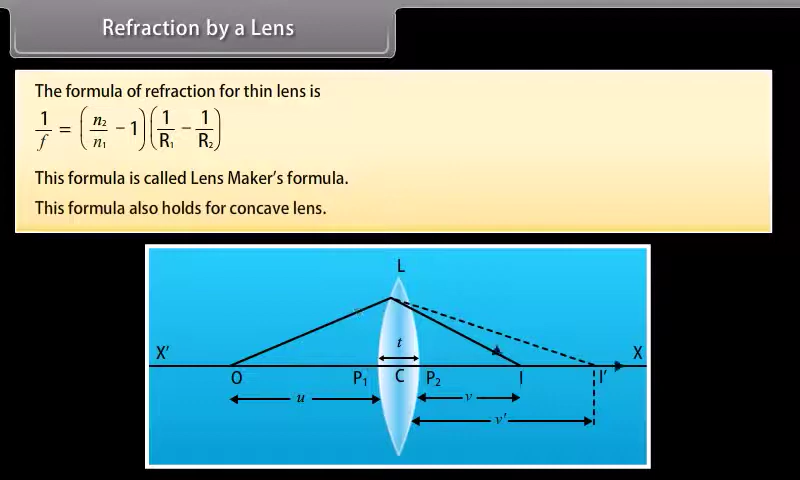 Refraction by a Lens
The formula of refraction for thin lens is
1/f = (n₂/n₁ − 1)(1/R₁ − 1/R₂)
This formula is called Lens Maker's formula.
This formula also holds for concave lens.
L
t
X′ X
O P₁ C P₂ I I′
u v
v′